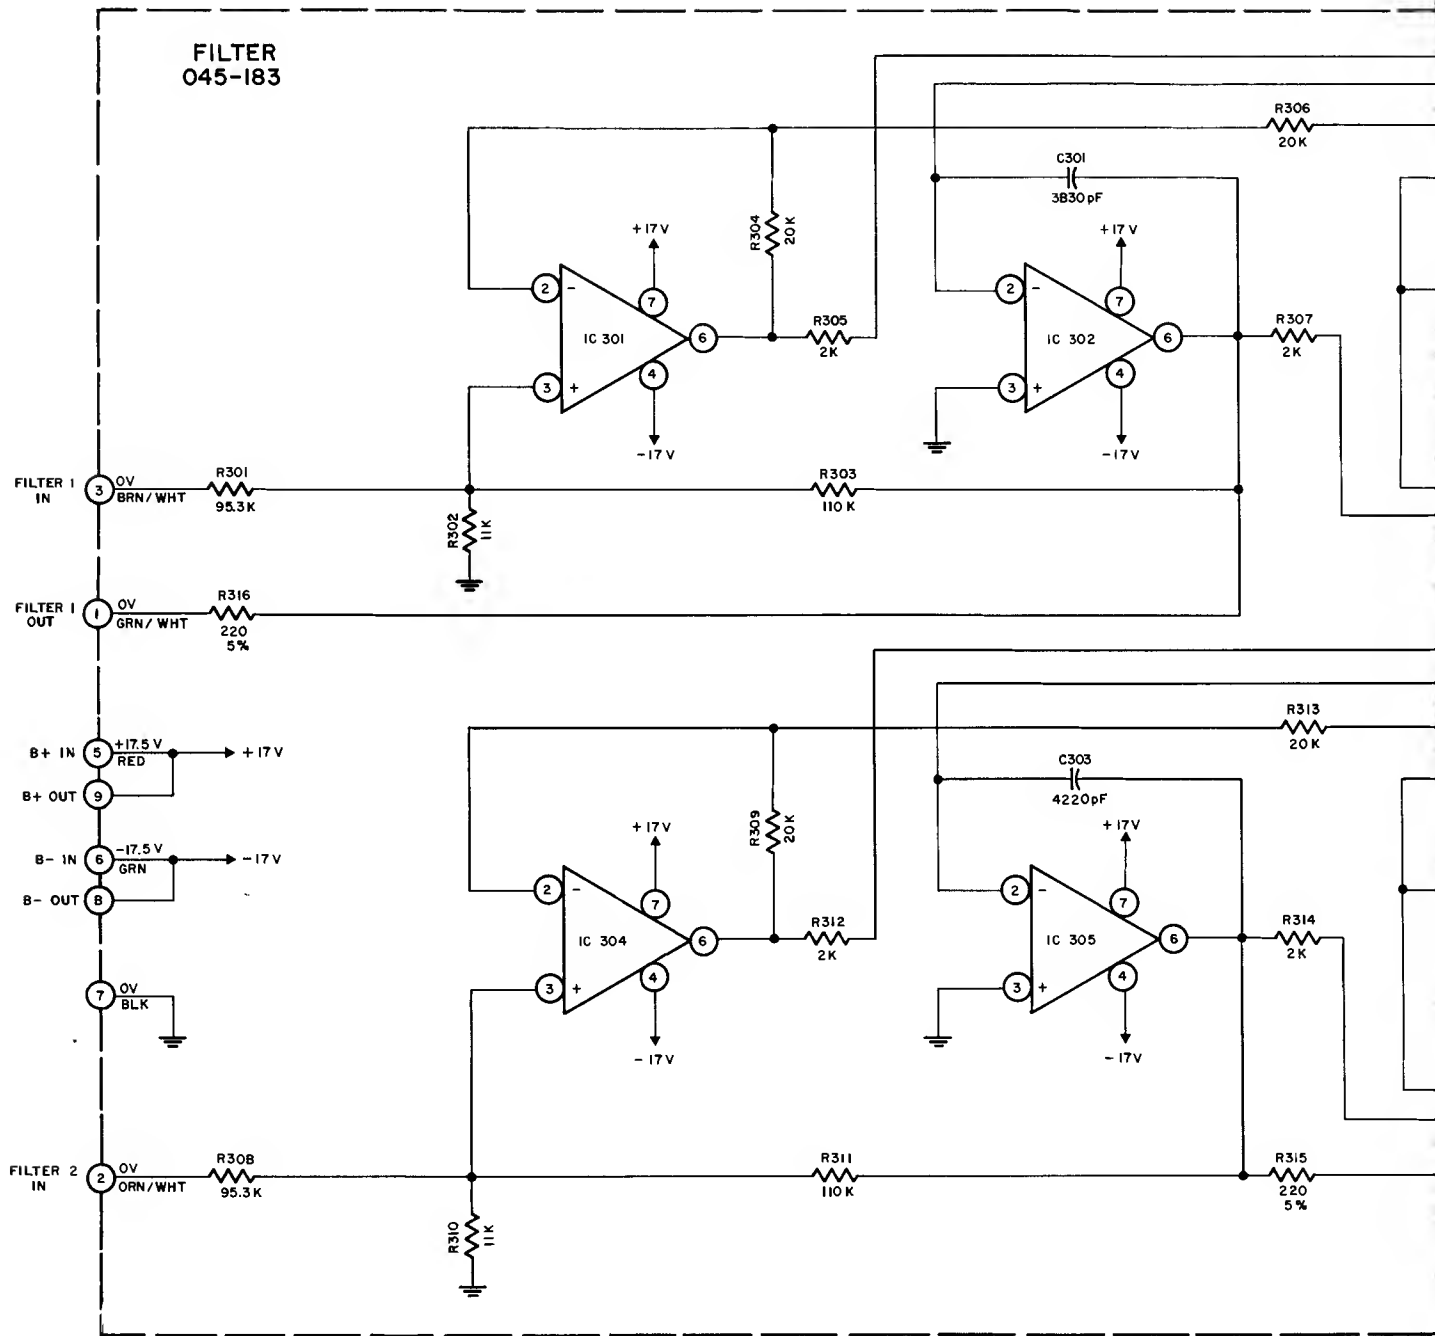 FILTER
045-183
R306
20K
C301
3830pF
R304
20K
+17V
+17V
2
-
7
IC 301
6
R305
2K
4
3
+
-17V
2
-
7
IC 302
6
R307
2K
4
3
+
-17V
FILTER 1
IN
3
0V
BRN/WHT
R301
95.3K
R303
110K
R302
11K
FILTER 1
OUT
1
0V
GRN/WHT
R316
220
5%
R313
20K
B+ IN
5
+17.5V
RED
+17V
B+ OUT
9
C303
4220pF
R309
20K
B- IN
6
-17.5V
GRN
-17V
B- OUT
8
+17V
+17V
2
-
7
IC 304
6
R312
2K
4
3
+
-17V
2
-
7
IC 305
6
R314
2K
4
3
+
-17V
7
0V
BLK
FILTER 2
IN
2
0V
ORN/WHT
R308
95.3K
R311
110K
R315
220
5%
R310
11K